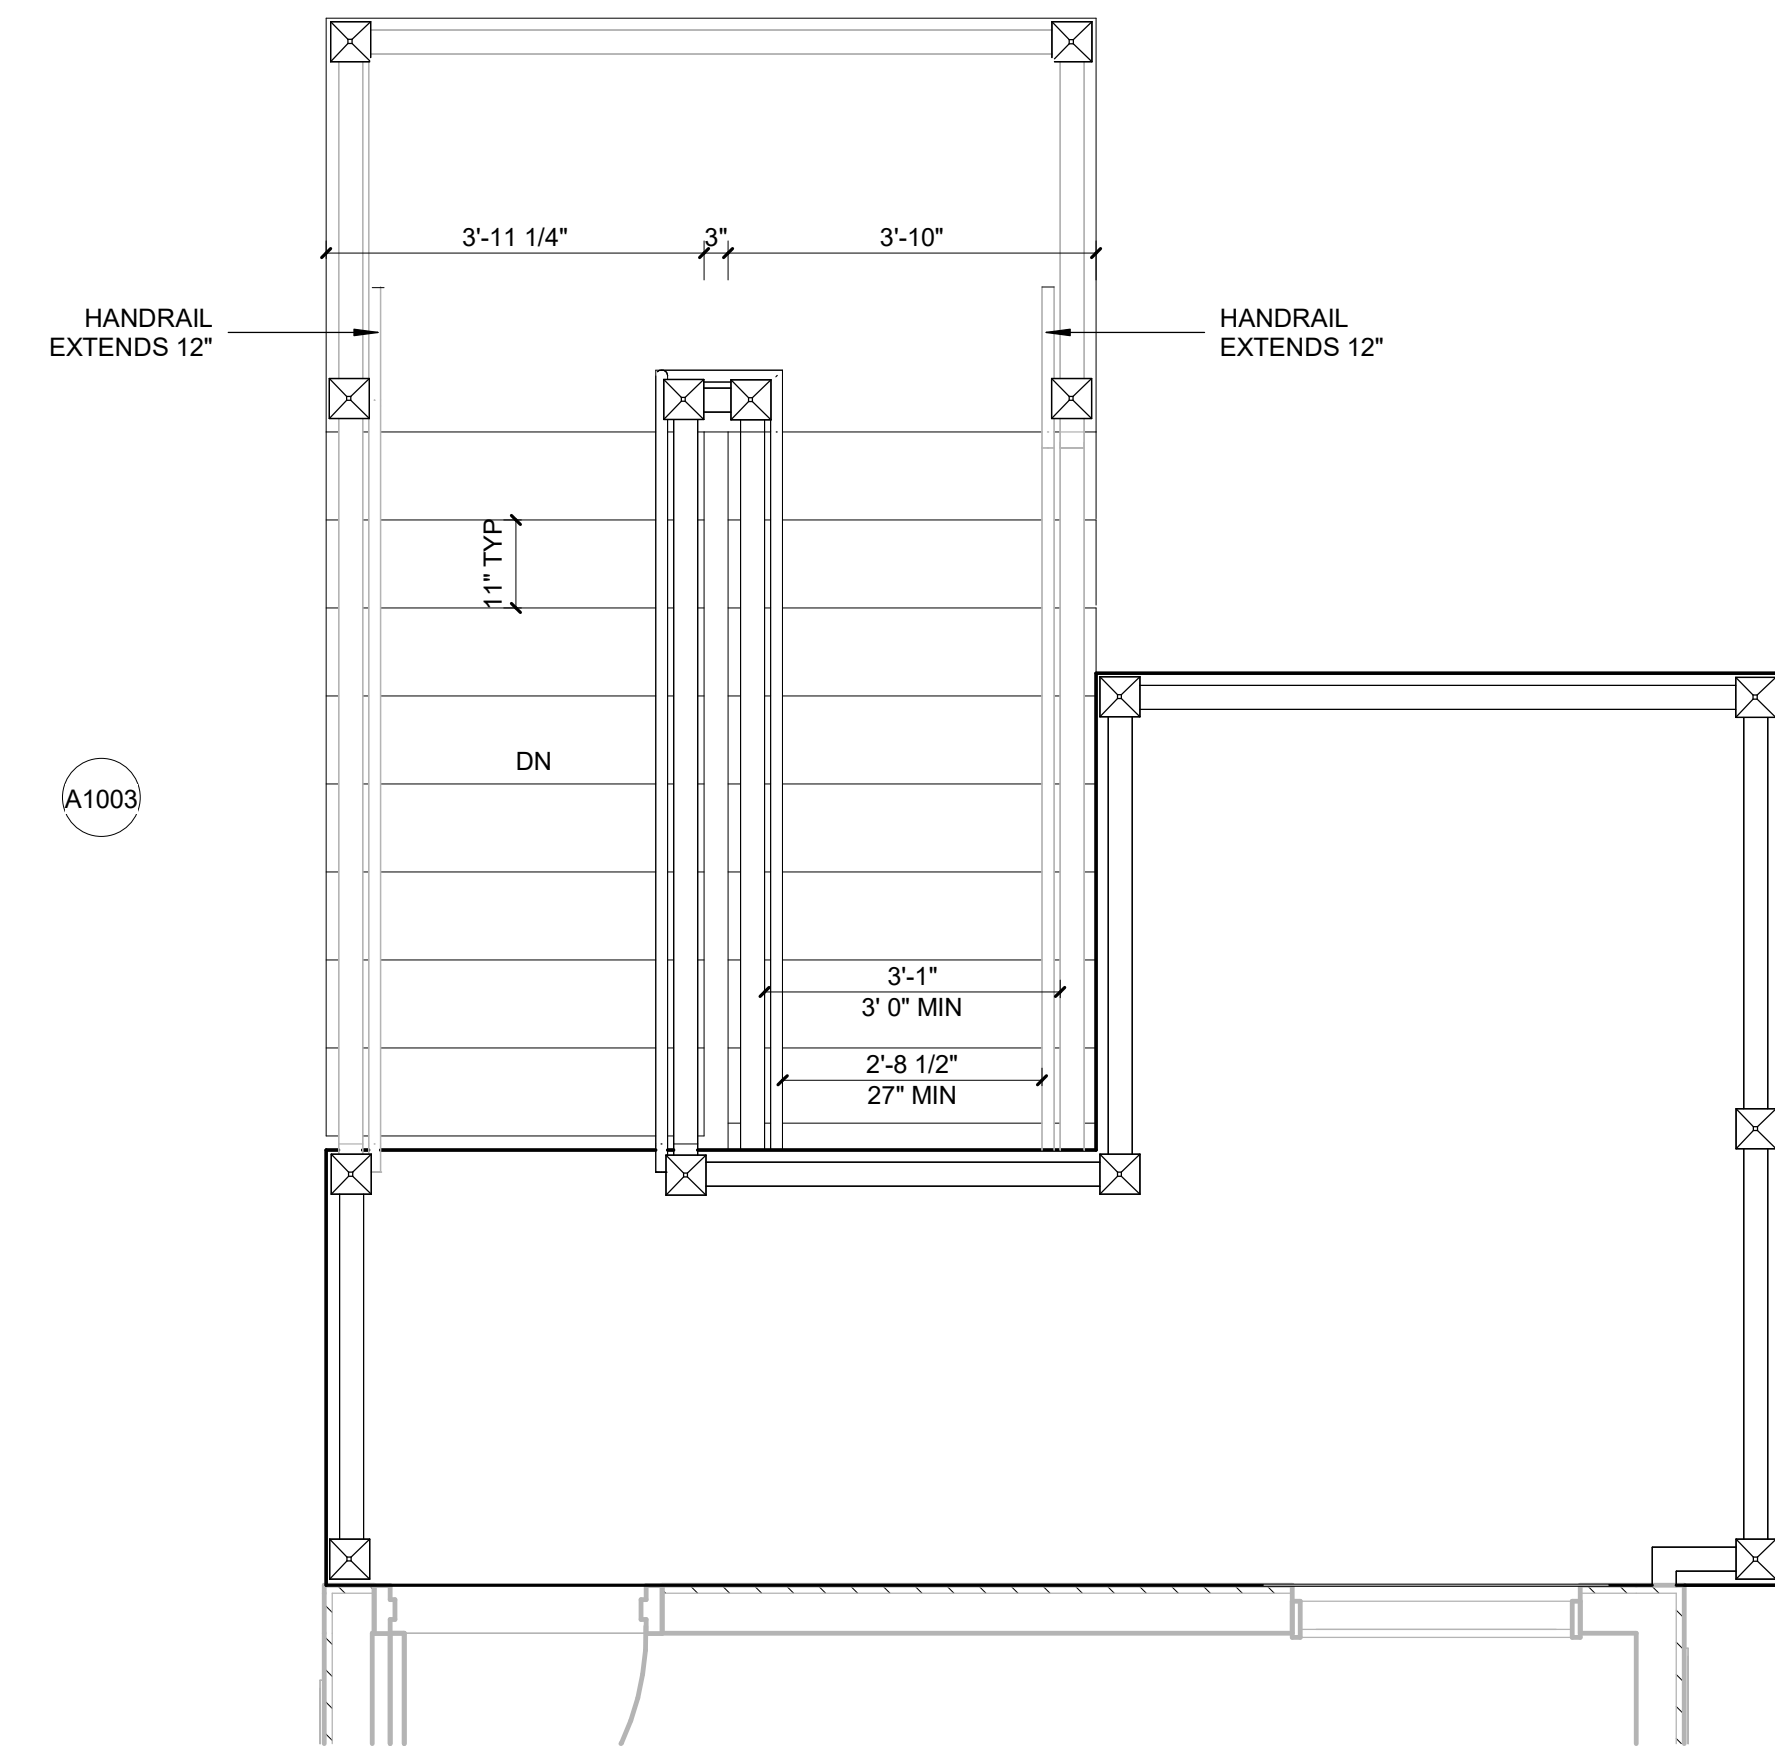 3'-11 1/4"
3"
3'-10"
HANDRAIL
EXTENDS 12"
HANDRAIL
EXTENDS 12"
11" TYP
DN
A1003
3'-1"
3' 0" MIN
2'-8 1/2"
27" MIN